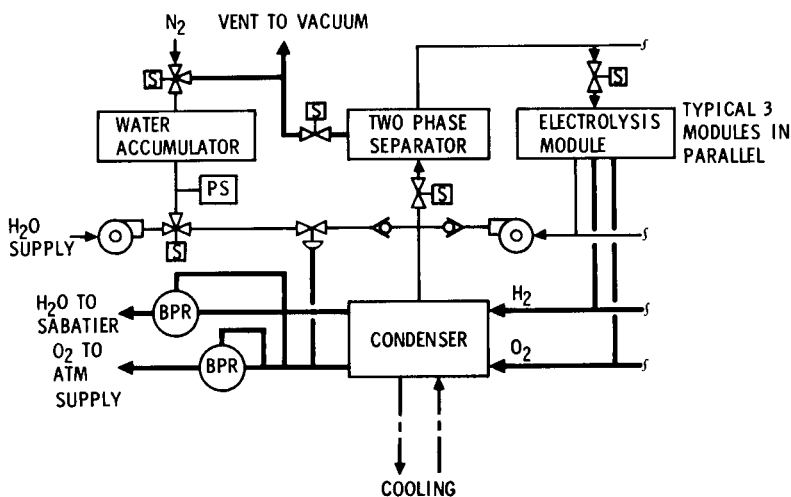 N2
VENT TO VACUUM
S
S
S
WATER
ACCUMULATOR
TWO PHASE
SEPARATOR
ELECTROLYSIS
MODULE
TYPICAL 3
MODULES IN
PARALLEL
PS
S
H2O
SUPPLY
S
H2O TO
SABATIER
BPR
H2
O2 TO
ATM
SUPPLY
BPR
CONDENSER
O2
COOLING